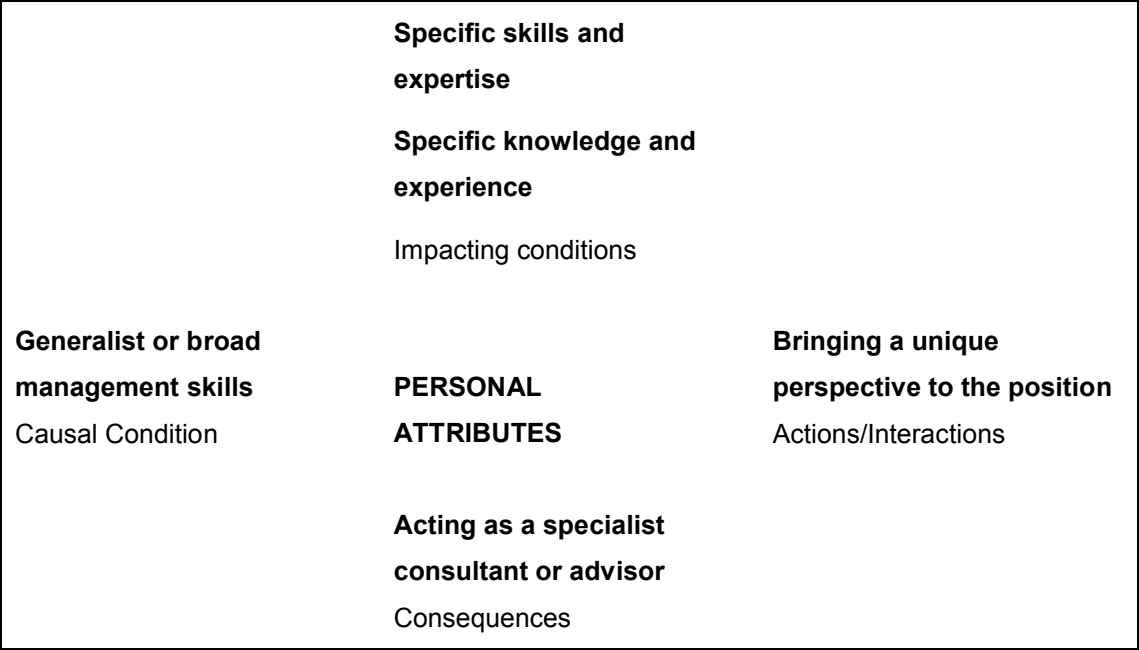 Specific skills and
expertise
Specific knowledge and
experience
Impacting conditions
Generalist or broad
management skills
Causal Condition
PERSONAL
ATTRIBUTES
Bringing a unique
perspective to the position
Actions/Interactions
Acting as a specialist
consultant or advisor
Consequences